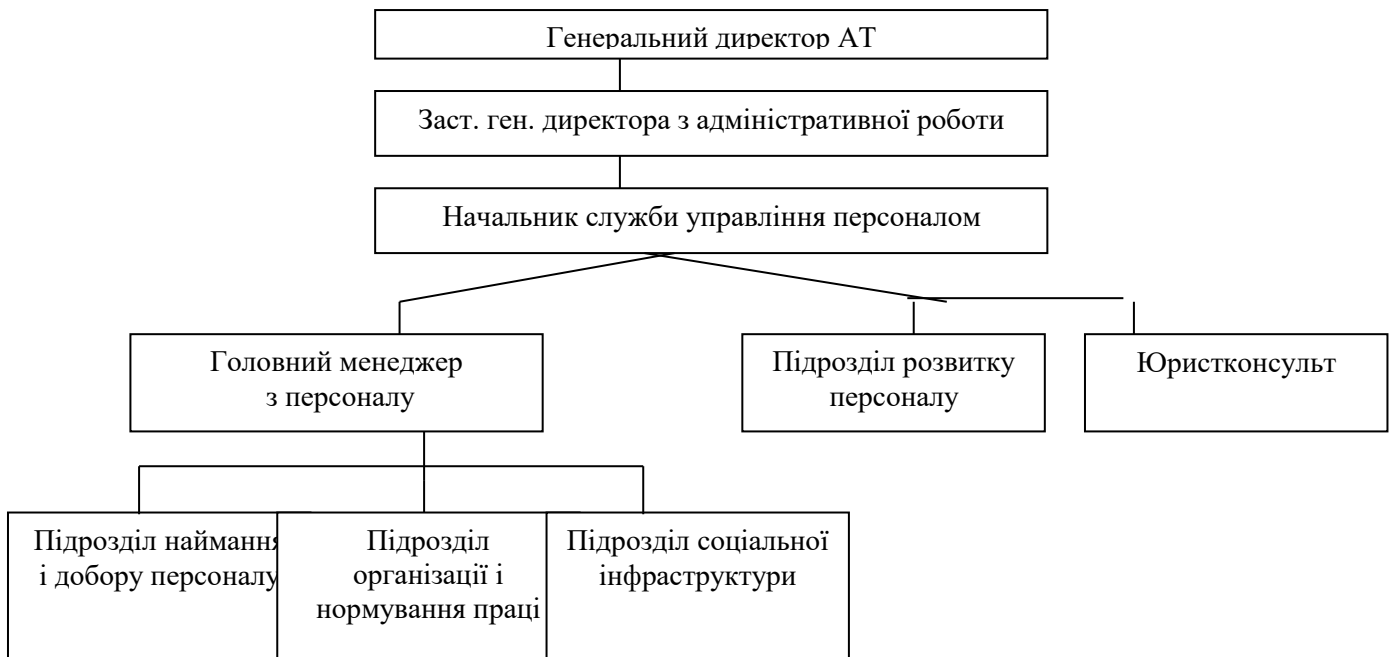 Генеральний директор АТ
Заст. ген. директора з адміністративної роботи
Начальник служби управління персоналом
Головний менеджер
з персоналу
Підрозділ розвитку
персоналу
Юристконсульт
Підрозділ наймання
і добору персоналу
Підрозділ
організації і
нормування праці
Підрозділ соціальної
інфраструктури